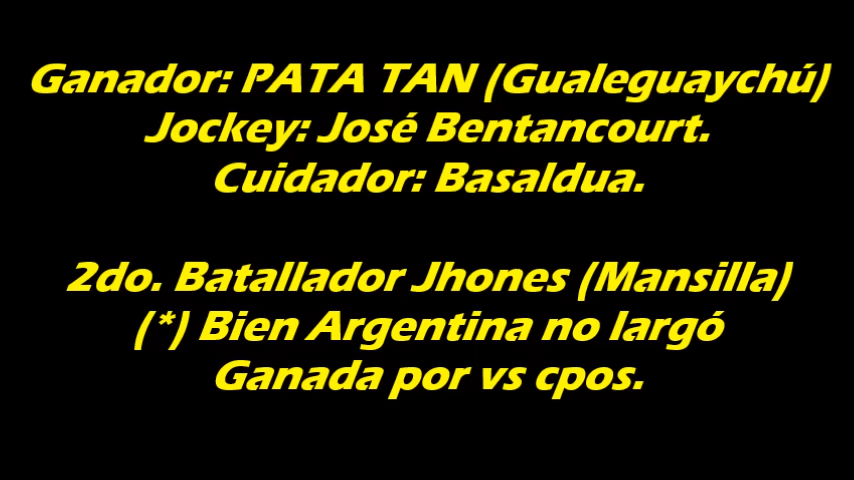 Ganador: PATA TAN (Gualeguaychú)
Jockey: José Bentancourt.
Cuidador: Basaldua.
2do. Batallador Jhones (Mansilla)
(*) Bien Argentina no largó
Ganada por vs cpos.